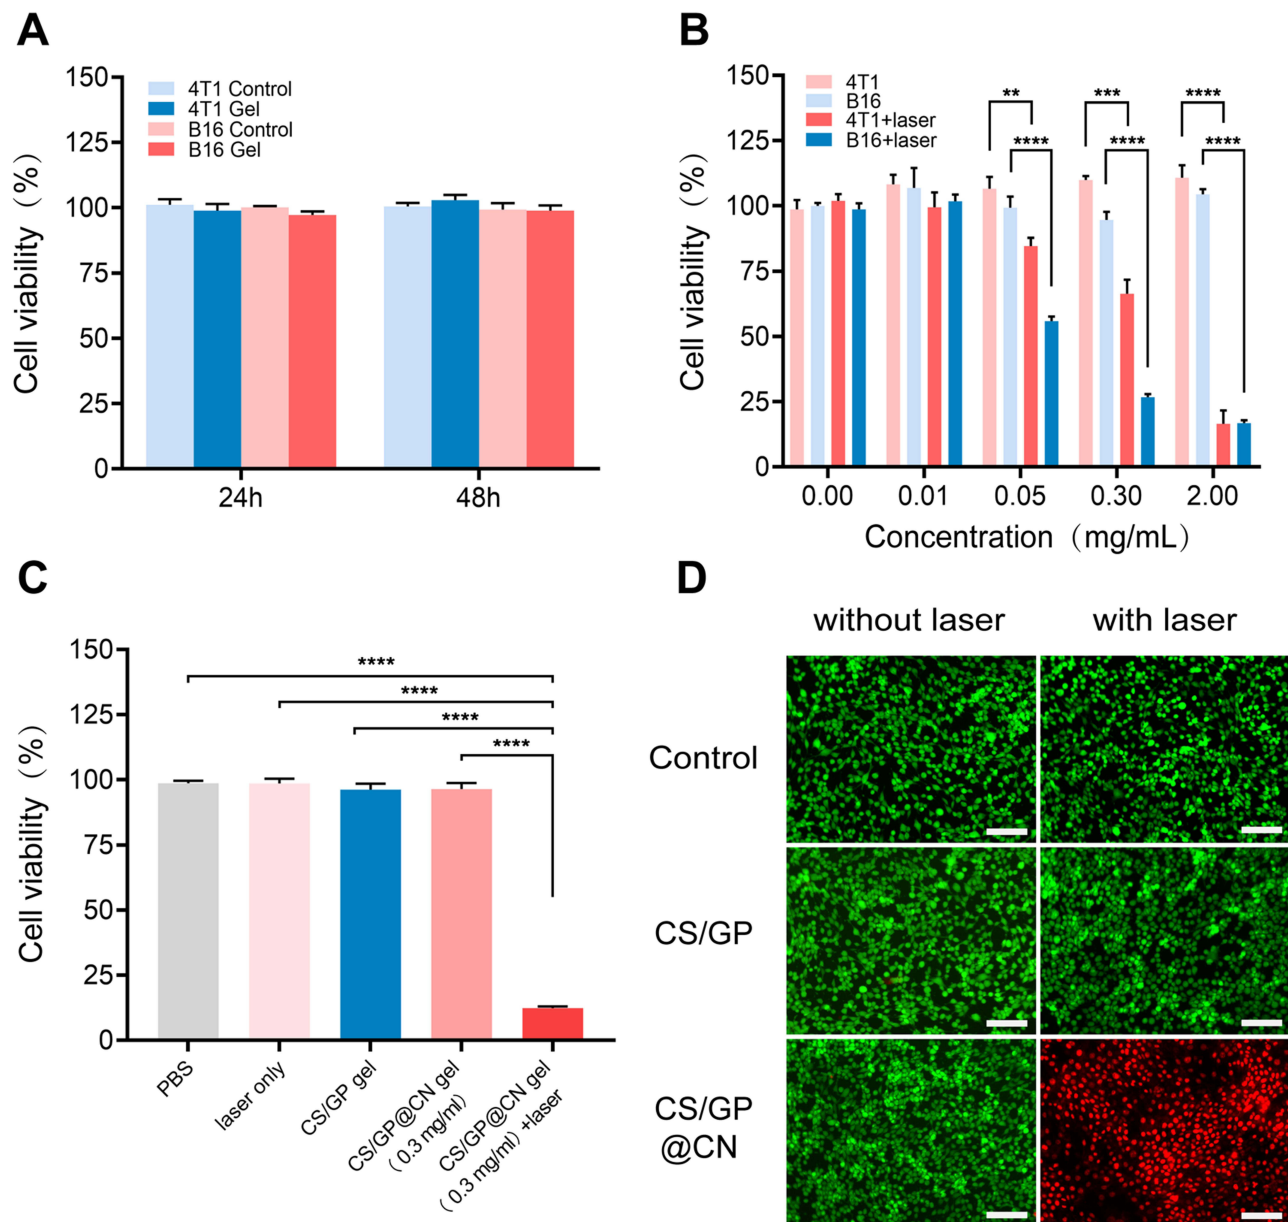 A
150
125
100
75
50
25
0
Cell viability (%)
4T1 Control
4T1 Gel
B16 Control
B16 Gel
24h
48h
B
150
125
100
75
50
25
0
Cell viability (%)
4T1
B16
4T1+laser
B16+laser
**
***
****
****
****
****
0.00
0.01
0.05
0.30
2.00
Concentration (mg/mL)
C
150
125
100
75
50
25
0
Cell viability (%)
****
****
****
****
PBS
laser only
CS/GP gel
CS/GP@CN gel
(0.3 mg/ml)
CS/GP@CN gel
(0.3 mg/ml)+laser
D
without laser
with laser
Control
CS/GP
CS/GP
@CN